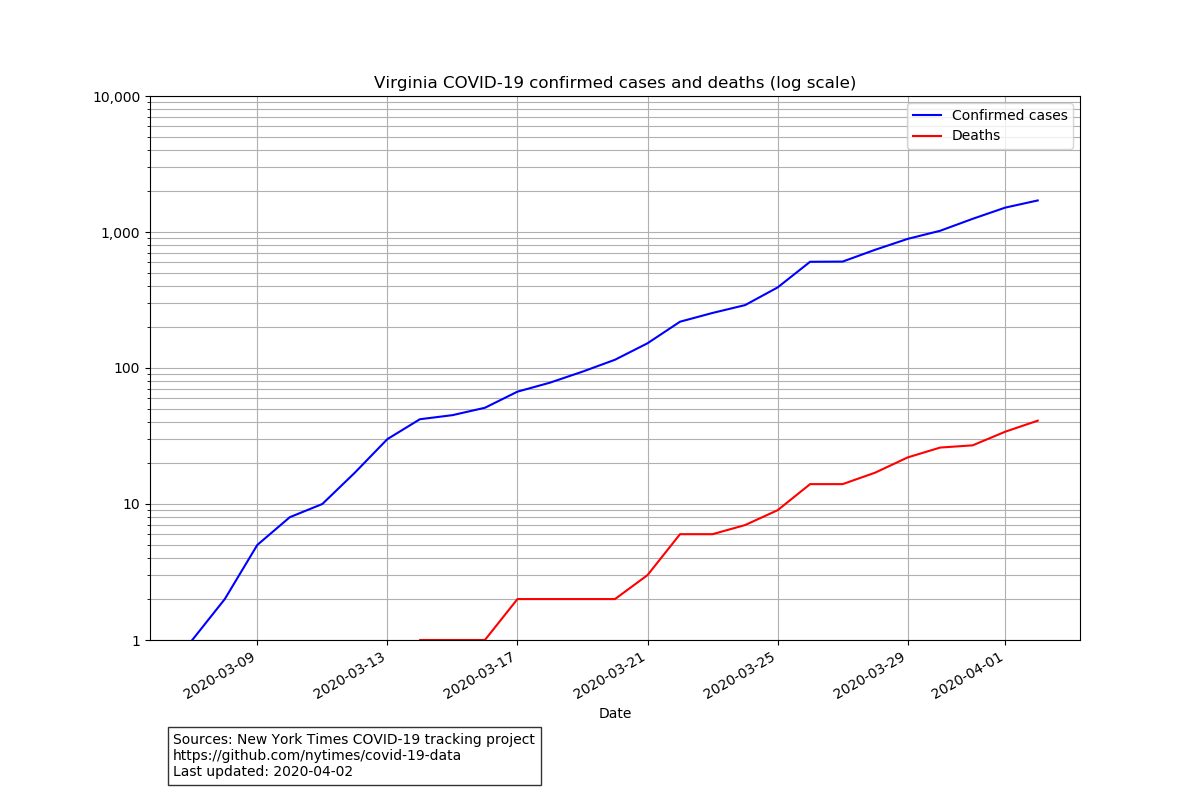 Virginia COVID-19 confirmed cases and deaths (log scale)
10,000
1,000
100
10
1
Confirmed cases
Deaths
2020-03-09
2020-03-13
2020-03-17
2020-03-21
2020-03-25
2020-03-29
2020-04-01
Date
Sources: New York Times COVID-19 tracking project
https://github.com/nytimes/covid-19-data
Last updated: 2020-04-02